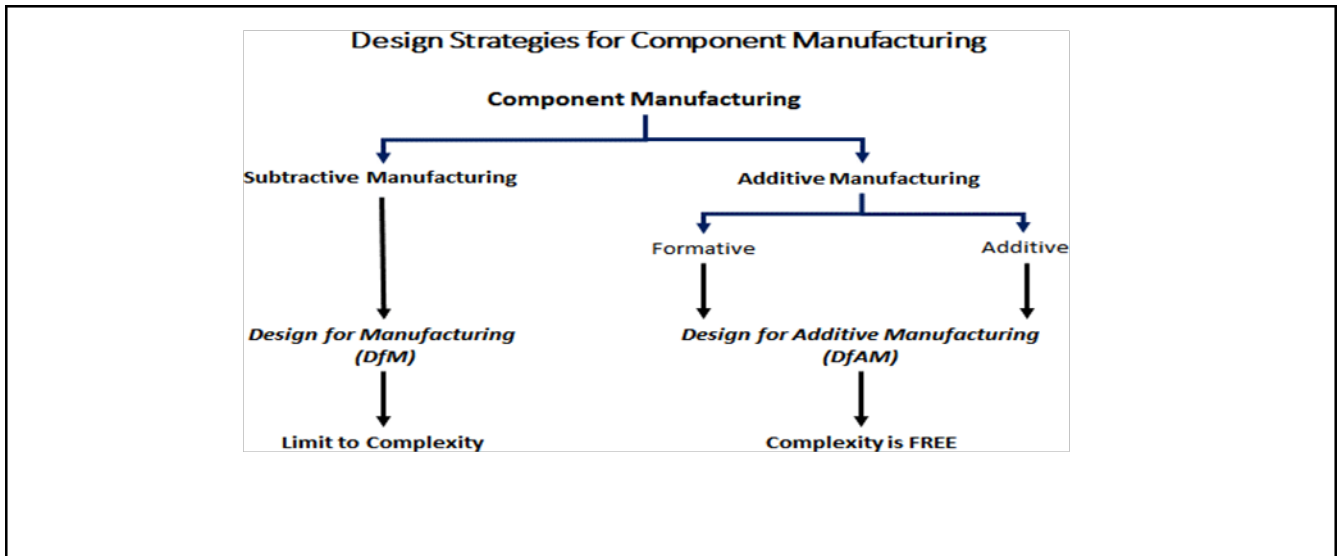 Design Strategies for Component Manufacturing
Component Manufacturing
Subtractive Manufacturing
Additive Manufacturing
Formative
Additive
Design for Manufacturing
(DfM)
Design for Additive Manufacturing
(DfAM)
Limit to Complexity
Complexity is FREE